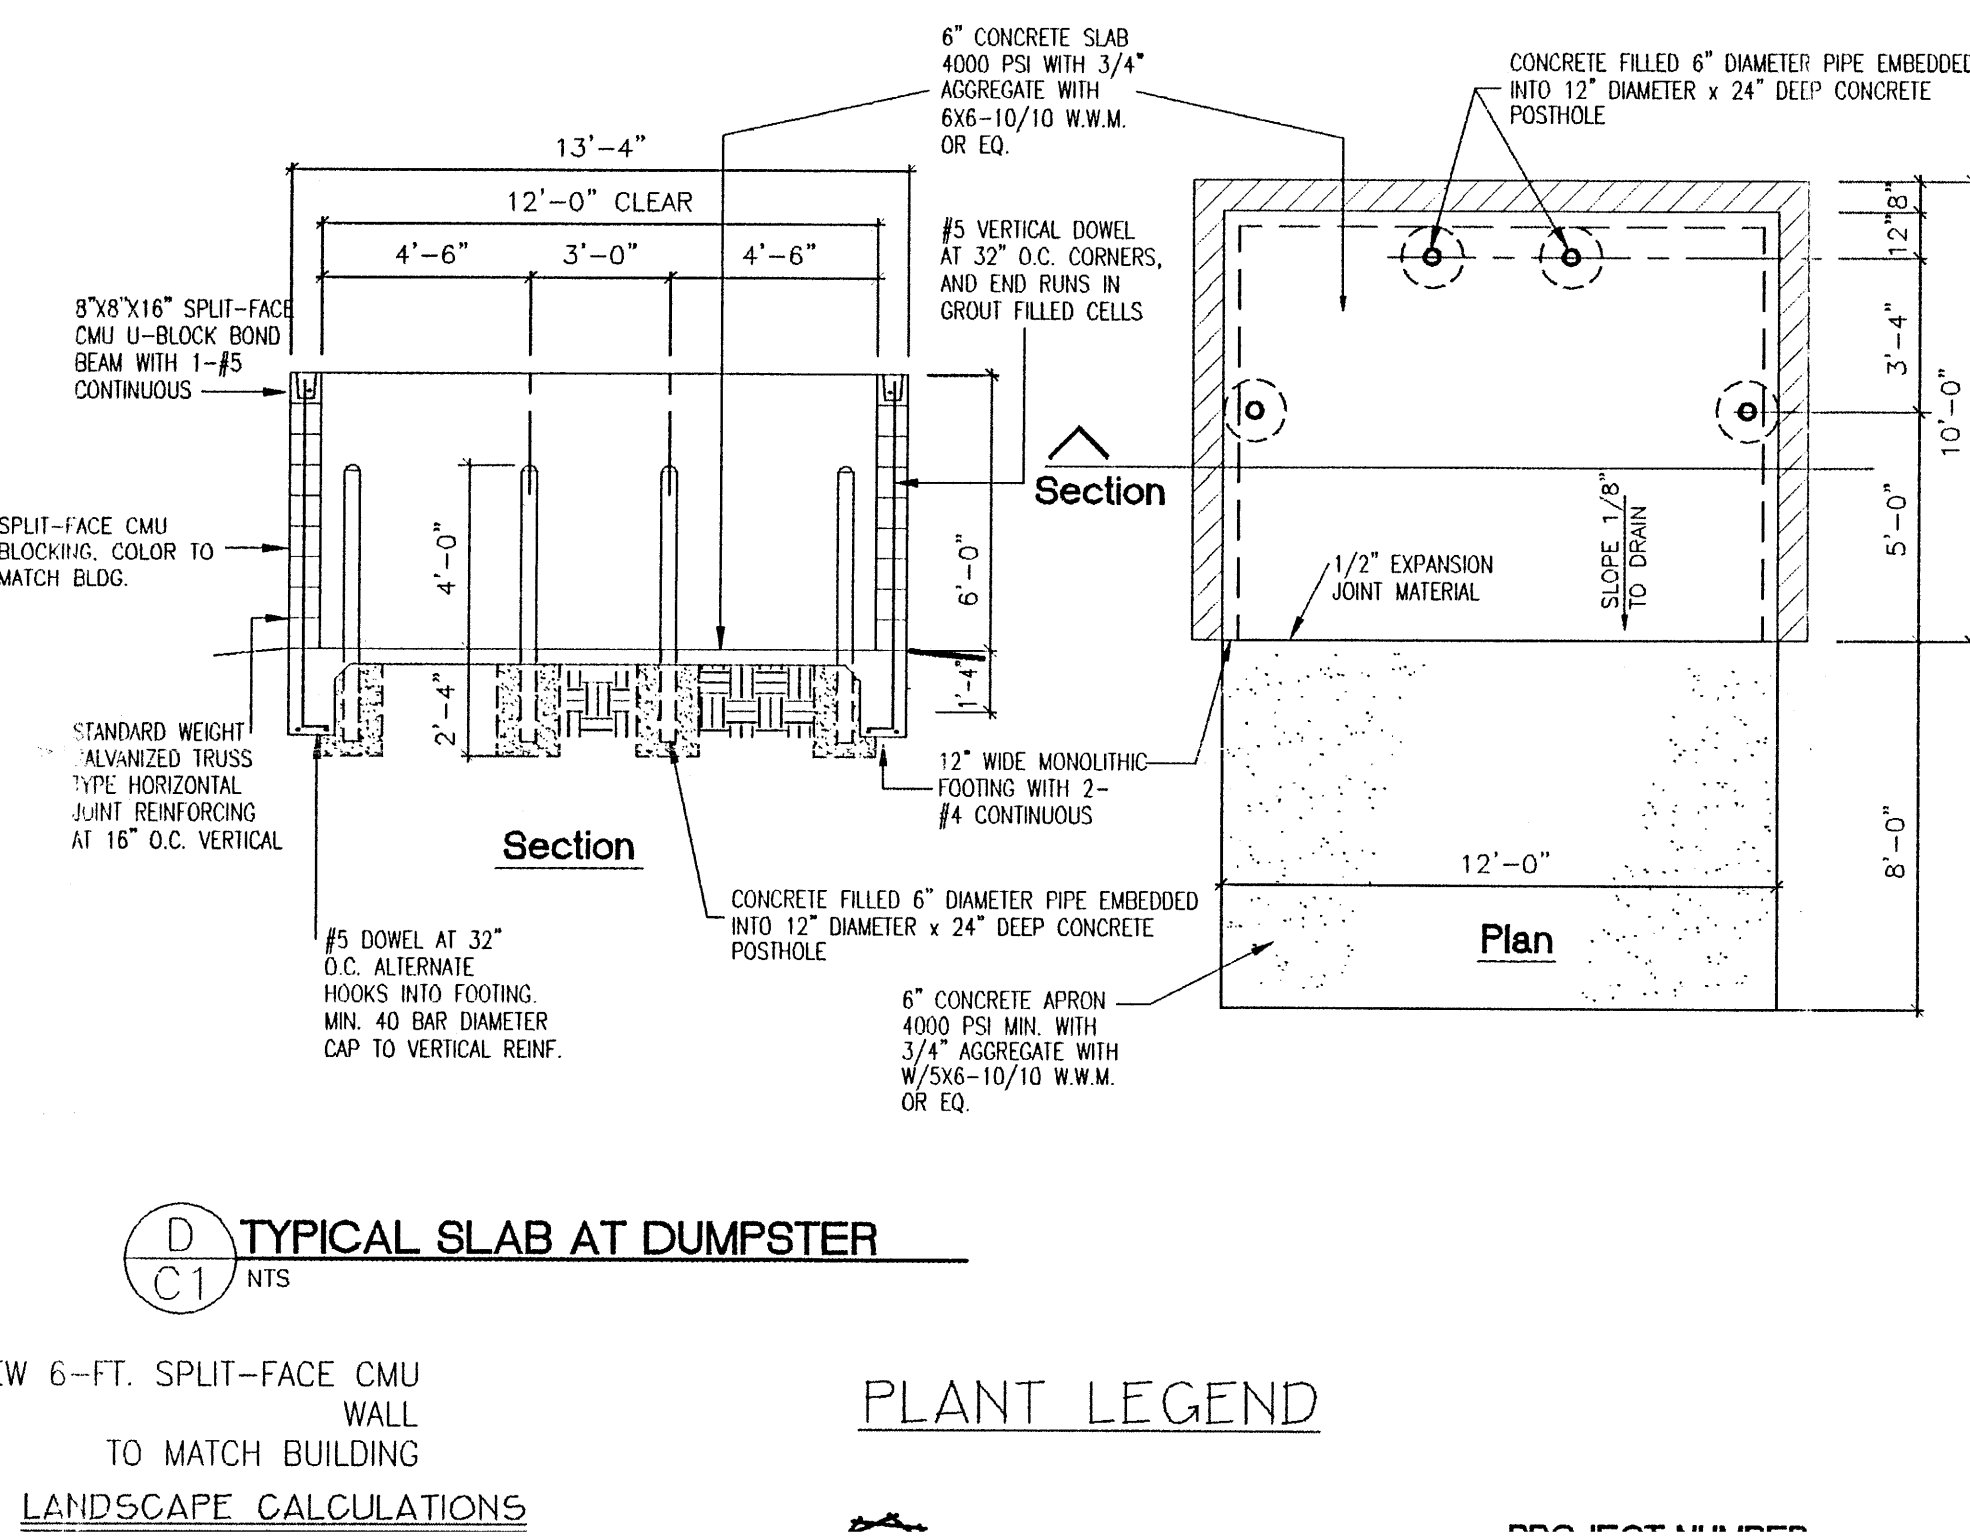 6" CONCRETE SLAB
4000 PSI WITH 3/4"
AGGREGATE WITH
6X6-10/10 W.W.M.
OR EQ.
CONCRETE FILLED 6" DIAMETER PIPE EMBEDDED
INTO 12" DIAMETER x 24" DEEP CONCRETE
POSTHOLE
13'-4"
12'-0" CLEAR
4'-6"
3'-0"
4'-6"
#5 VERTICAL DOWEL
AT 32" O.C. CORNERS,
AND END RUNS IN
GROUT FILLED CELLS
8"X8"X16" SPLIT-FACE
CMU U-BLOCK BOND
BEAM WITH 1-#5
CONTINUOUS
SPLIT-FACE CMU
BLOCKING, COLOR TO
MATCH BLDG.
4'-0"
6'-0"
2'-4"
1'-4"
STANDARD WEIGHT
ALVANIZED TRUSS
TYPE HORIZONTAL
JOINT REINFORCING
AT 16" O.C. VERTICAL
Section
#5 DOWEL AT 32"
O.C. ALTERNATE
HOOKS INTO FOOTING.
MIN. 40 BAR DIAMETER
CAP TO VERTICAL REINF.
CONCRETE FILLED 6" DIAMETER PIPE EMBEDDED
INTO 12" DIAMETER x 24" DEEP CONCRETE
POSTHOLE
12" WIDE MONOLITHIC
FOOTING WITH 2-
#4 CONTINUOUS
6" CONCRETE APRON
4000 PSI MIN. WITH
3/4" AGGREGATE WITH
W/5X6-10/10 W.W.M.
OR EQ.
Section
8"
12"
3'-4"
10'-0"
5'-0"
SLOPE 1/8"
TO DRAIN
1/2" EXPANSION
JOINT MATERIAL
8'-0"
12'-0"
Plan
D
C1
TYPICAL SLAB AT DUMPSTER
NTS
EW 6-FT. SPLIT-FACE CMU
WALL
TO MATCH BUILDING
LANDSCAPE CALCULATIONS
PLANT LEGEND
PROJECT NUMBER